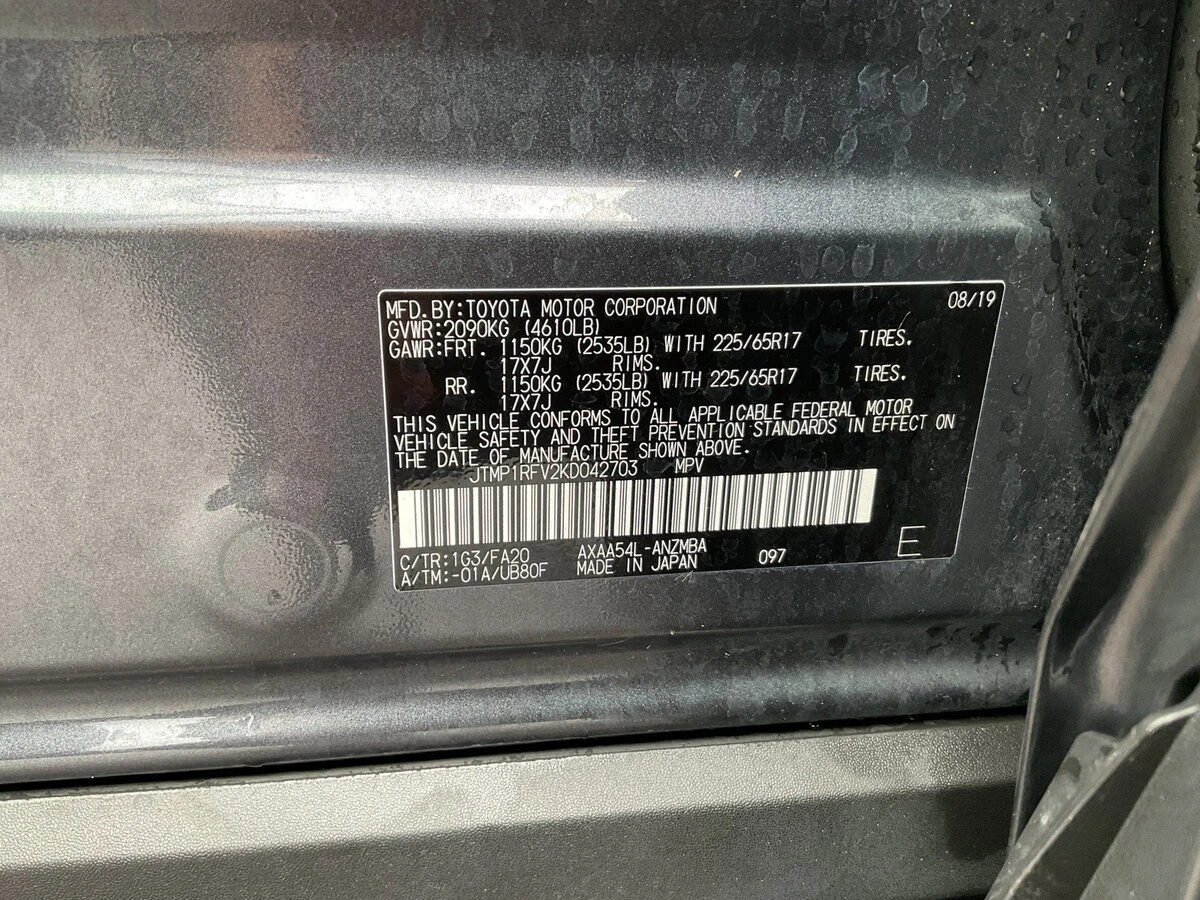 MFD.BY:TOYOTA MOTOR CORPORATION 08/19
GVWR:2090KG (4610LB)
GAWR:FRT. 1150KG (2535LB) WITH 225/65R17 TIRES.
17X7J RIMS.
RR. 1150KG (2535LB) WITH 225/65R17 TIRES.
17X7J RIMS.
THIS VEHICLE CONFORMS TO ALL APPLICABLE FEDERAL MOTOR
VEHICLE SAFETY AND THEFT PREVENTION STANDARDS IN EFFECT ON
THE DATE OF MANUFACTURE SHOWN ABOVE.
JTMP1RFV2KD042703 MPV
C/TR:1G3/FA20 AXAA54L-ANZMBA 097 E
A/TM:-01A/UB80F MADE IN JAPAN